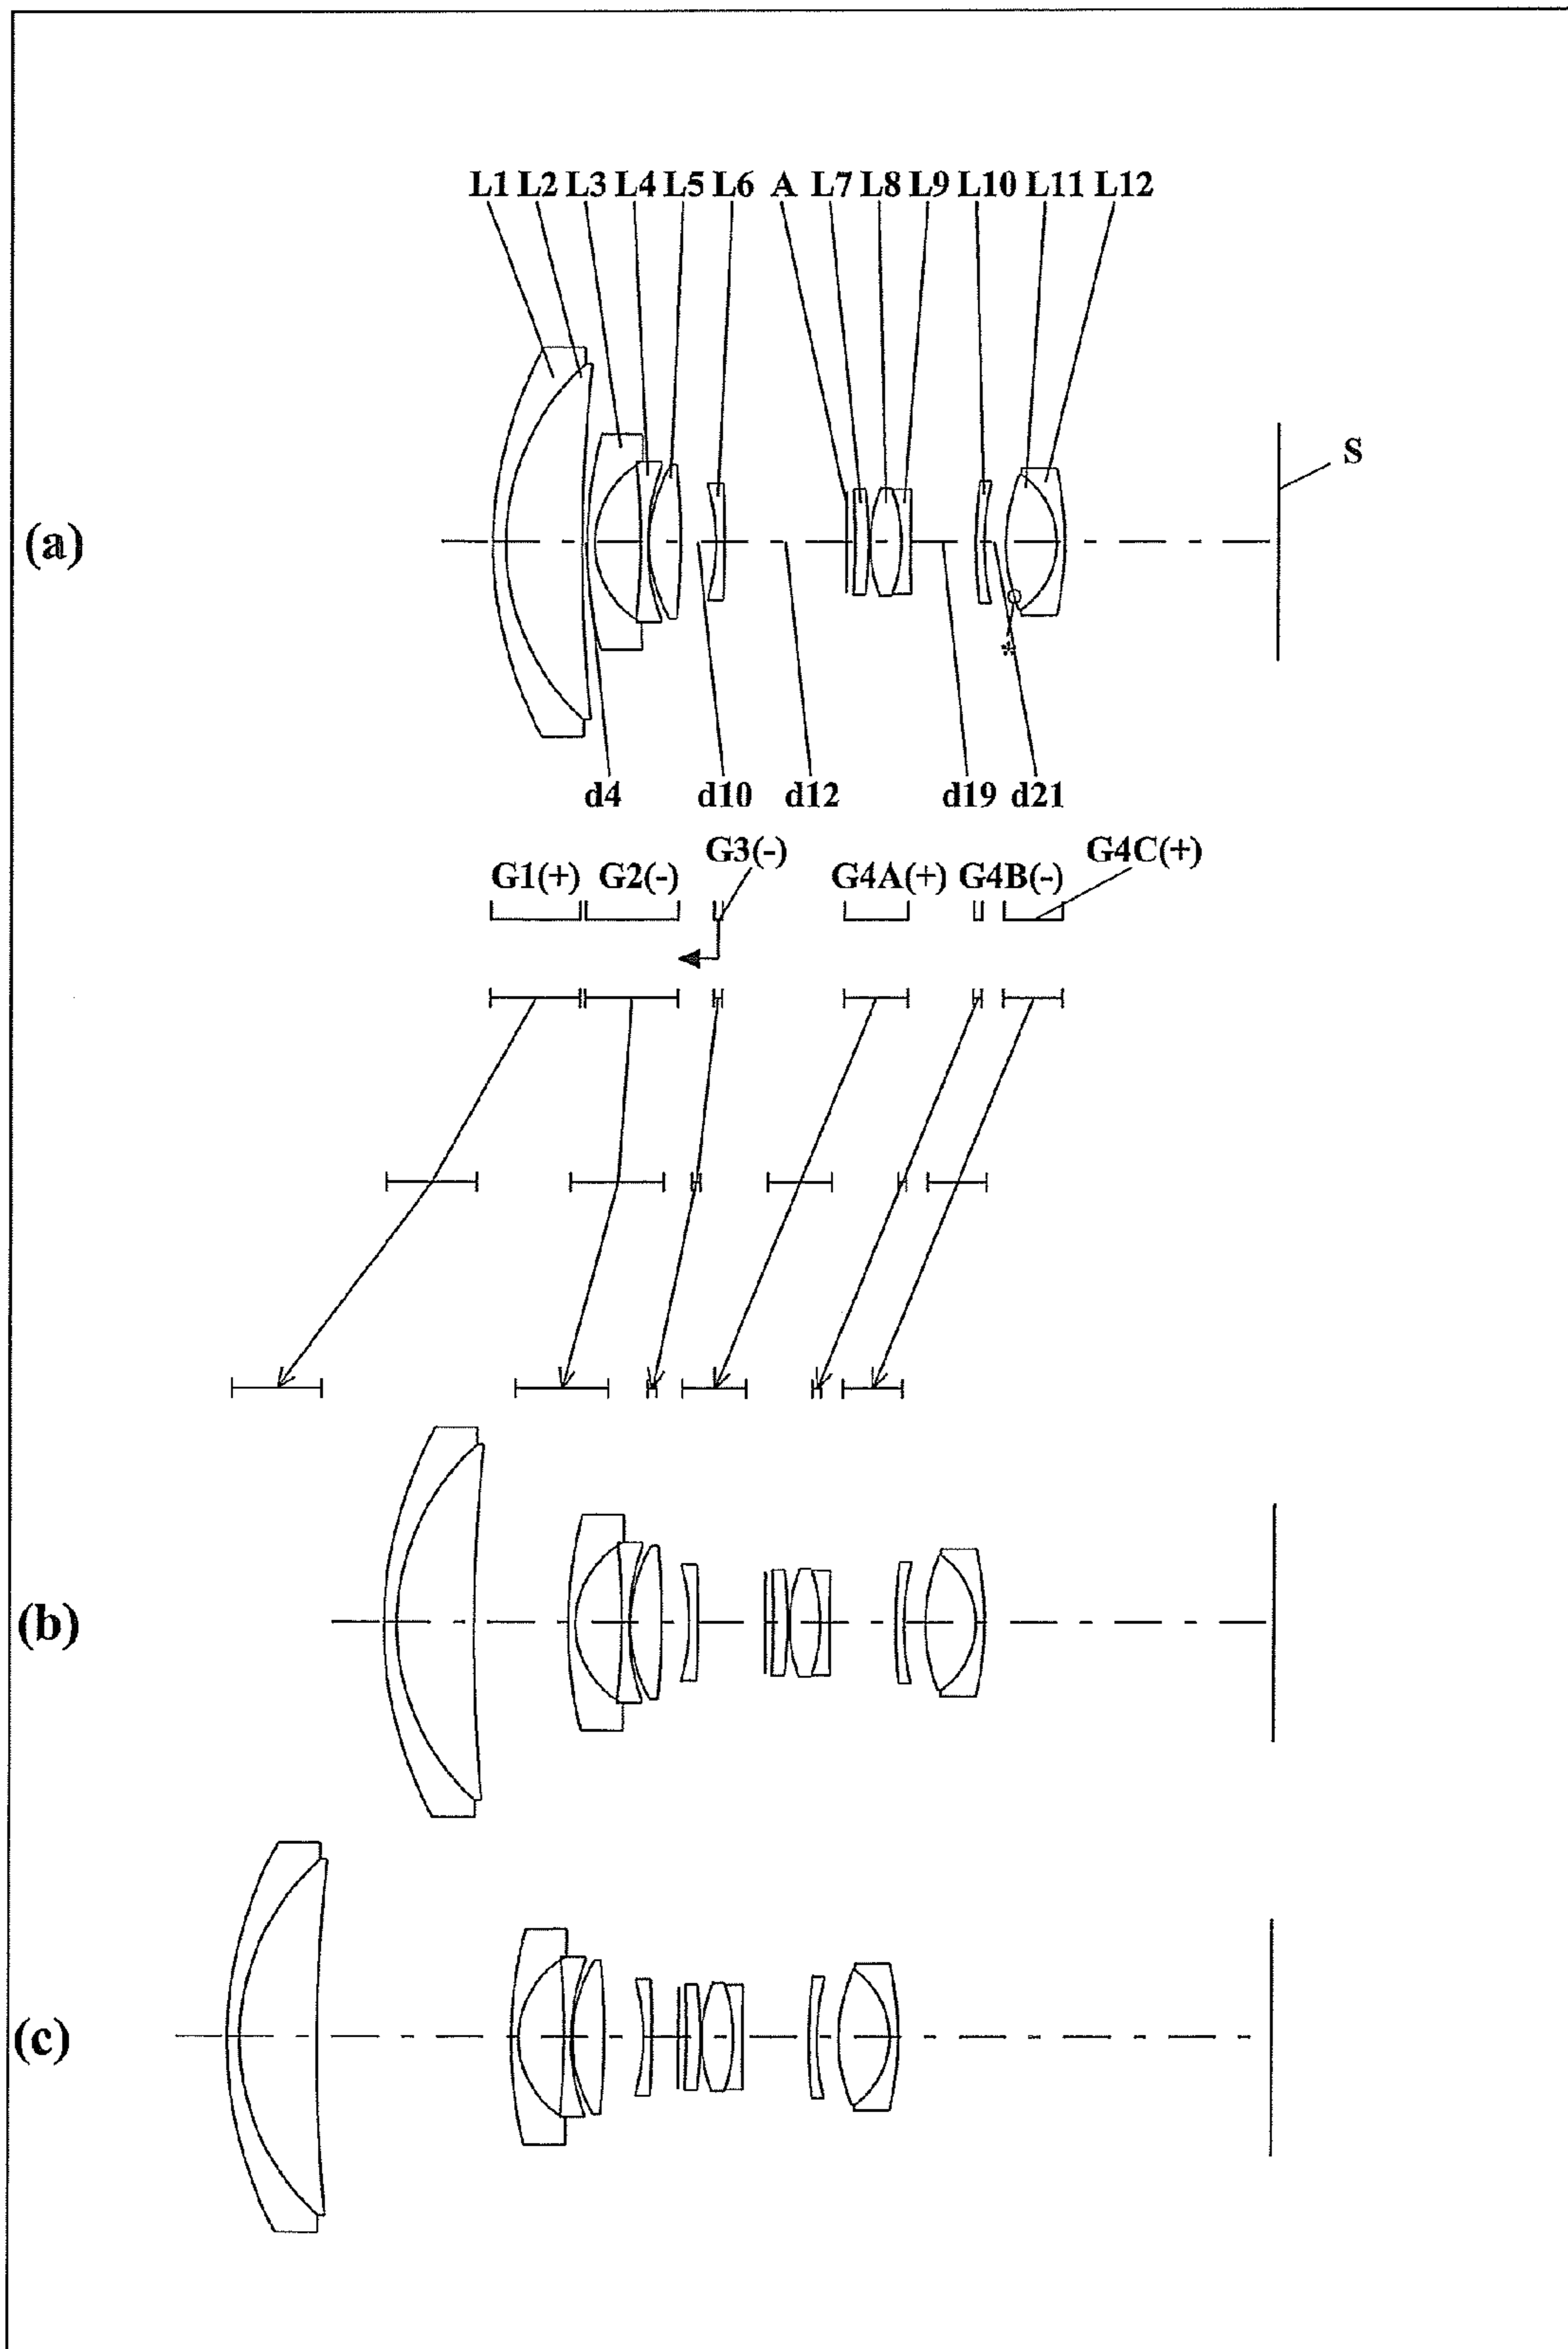 L1 L2 L3 L4 L5 L6 A L7 L8 L9 L10 L11 L12
S
(a)
*
d4 d10 d12 d19 d21
G1(+) G2(-) G3(-) G4A(+) G4B(-) G4C(+)
(b)
(c)